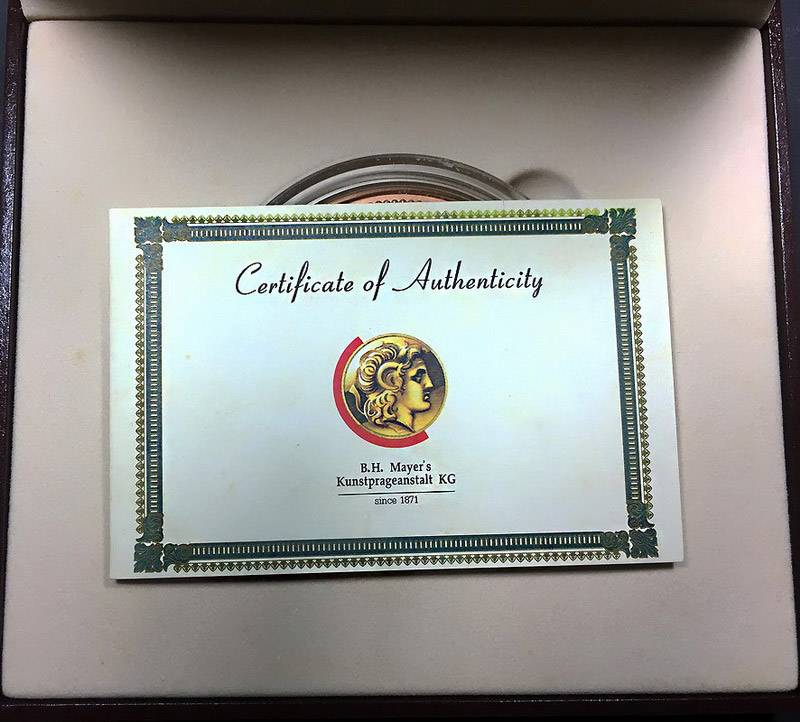 Certificate of Authenticity
B.H. Mayer's
Kunstprageanstalt KG
since 1871